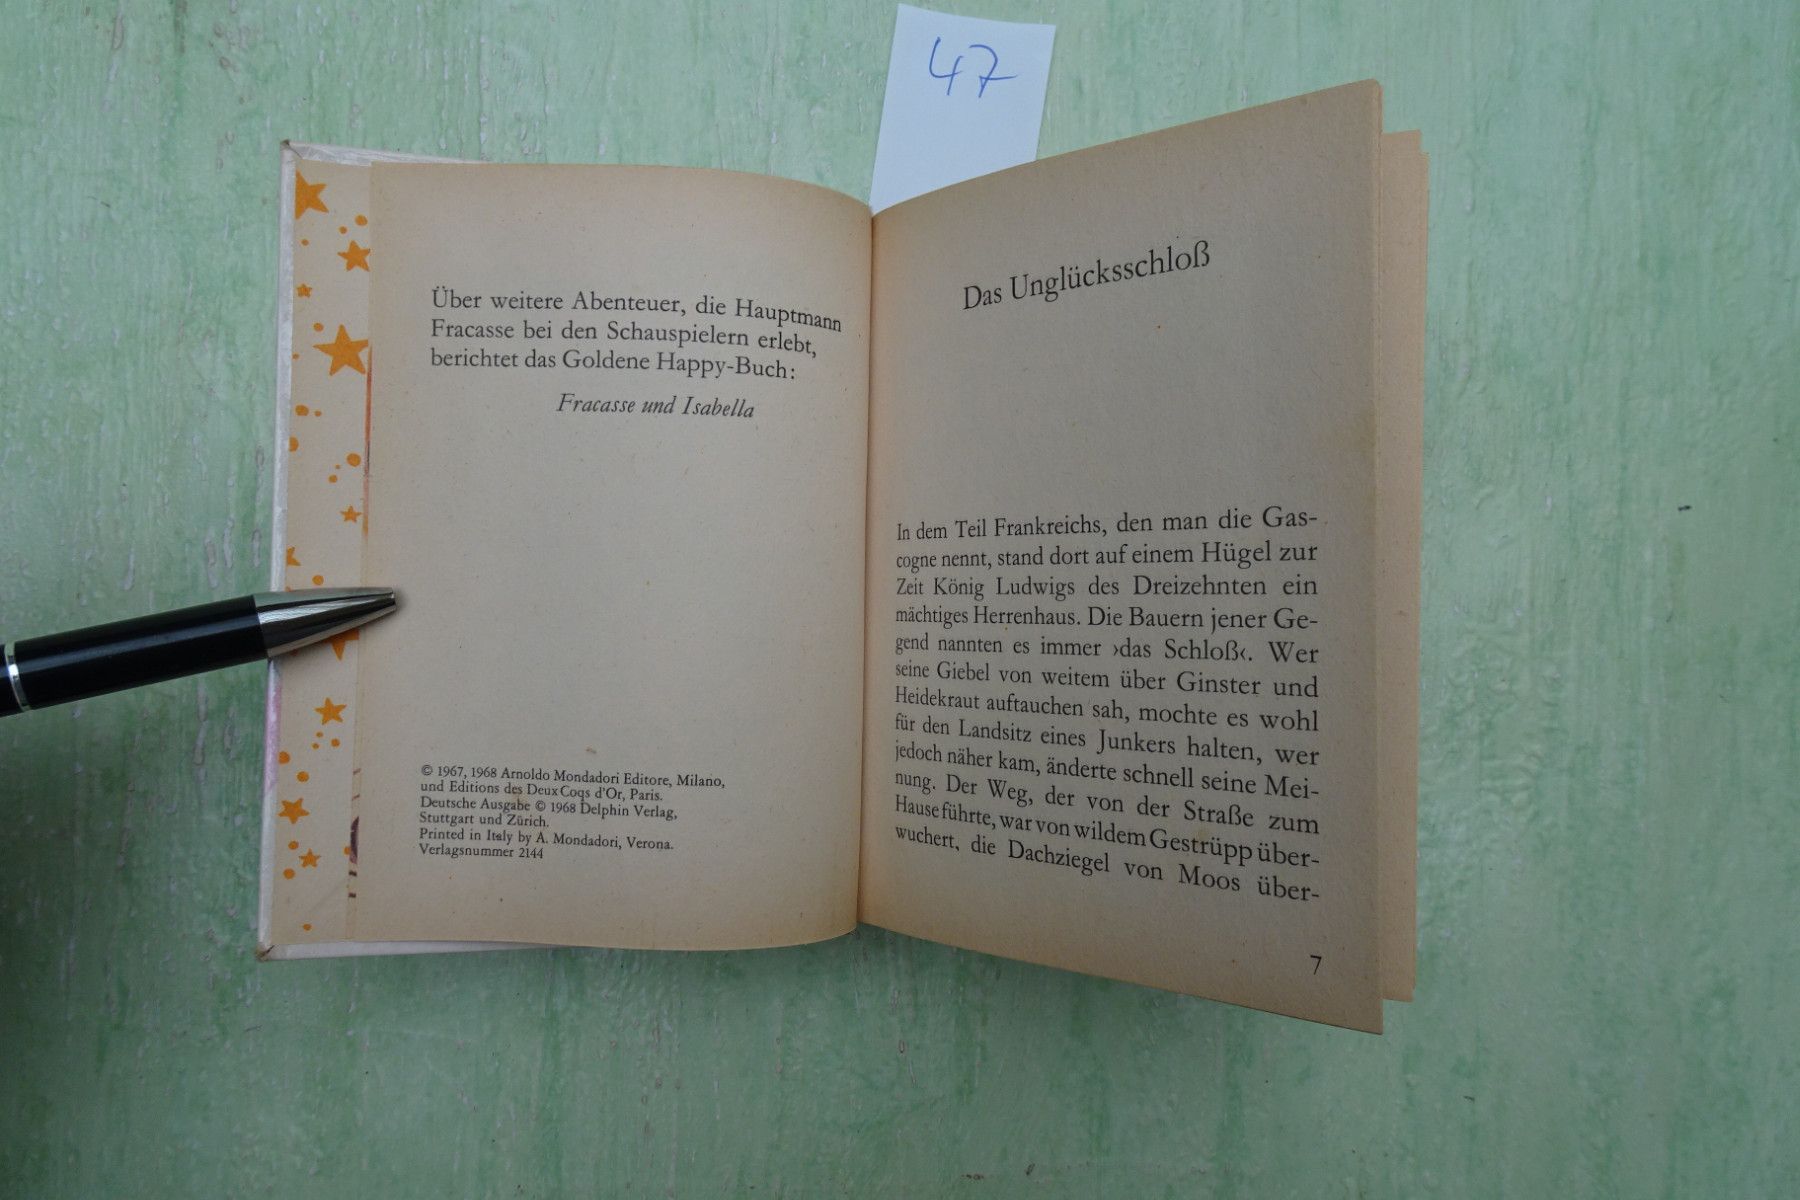 47
Über weitere Abenteuer, die Hauptmann
Fracasse bei den Schauspielern erlebt,
berichtet das Goldene Happy-Buch:
Fracasse und Isabella
© 1967, 1968 Arnoldo Mondadori Editore, Milano,
und Editions des Deux Coqs d'Or, Paris.
Deutsche Ausgabe © 1968 Delphin Verlag,
Stuttgart und Zürich.
Printed in Italy by A. Mondadori, Verona.
Verlagsnummer 2144
Das Unglücksschloß
In dem Teil Frankreichs, den man die Gas-
cogne nennt, stand dort auf einem Hügel zur
Zeit König Ludwigs des Dreizehnten ein
mächtiges Herrenhaus. Die Bauern jener Ge-
gend nannten es immer ›das Schloß‹. Wer
seine Giebel von weitem über Ginster und
Heidekraut auftauchen sah, mochte es wohl
für den Landsitz eines Junkers halten, wer
jedoch näher kam, änderte schnell seine Mei-
nung. Der Weg, der von der Straße zum
Hause führte, war von wildem Gestrüpp über-
wuchert, die Dachziegel von Moos über-
7